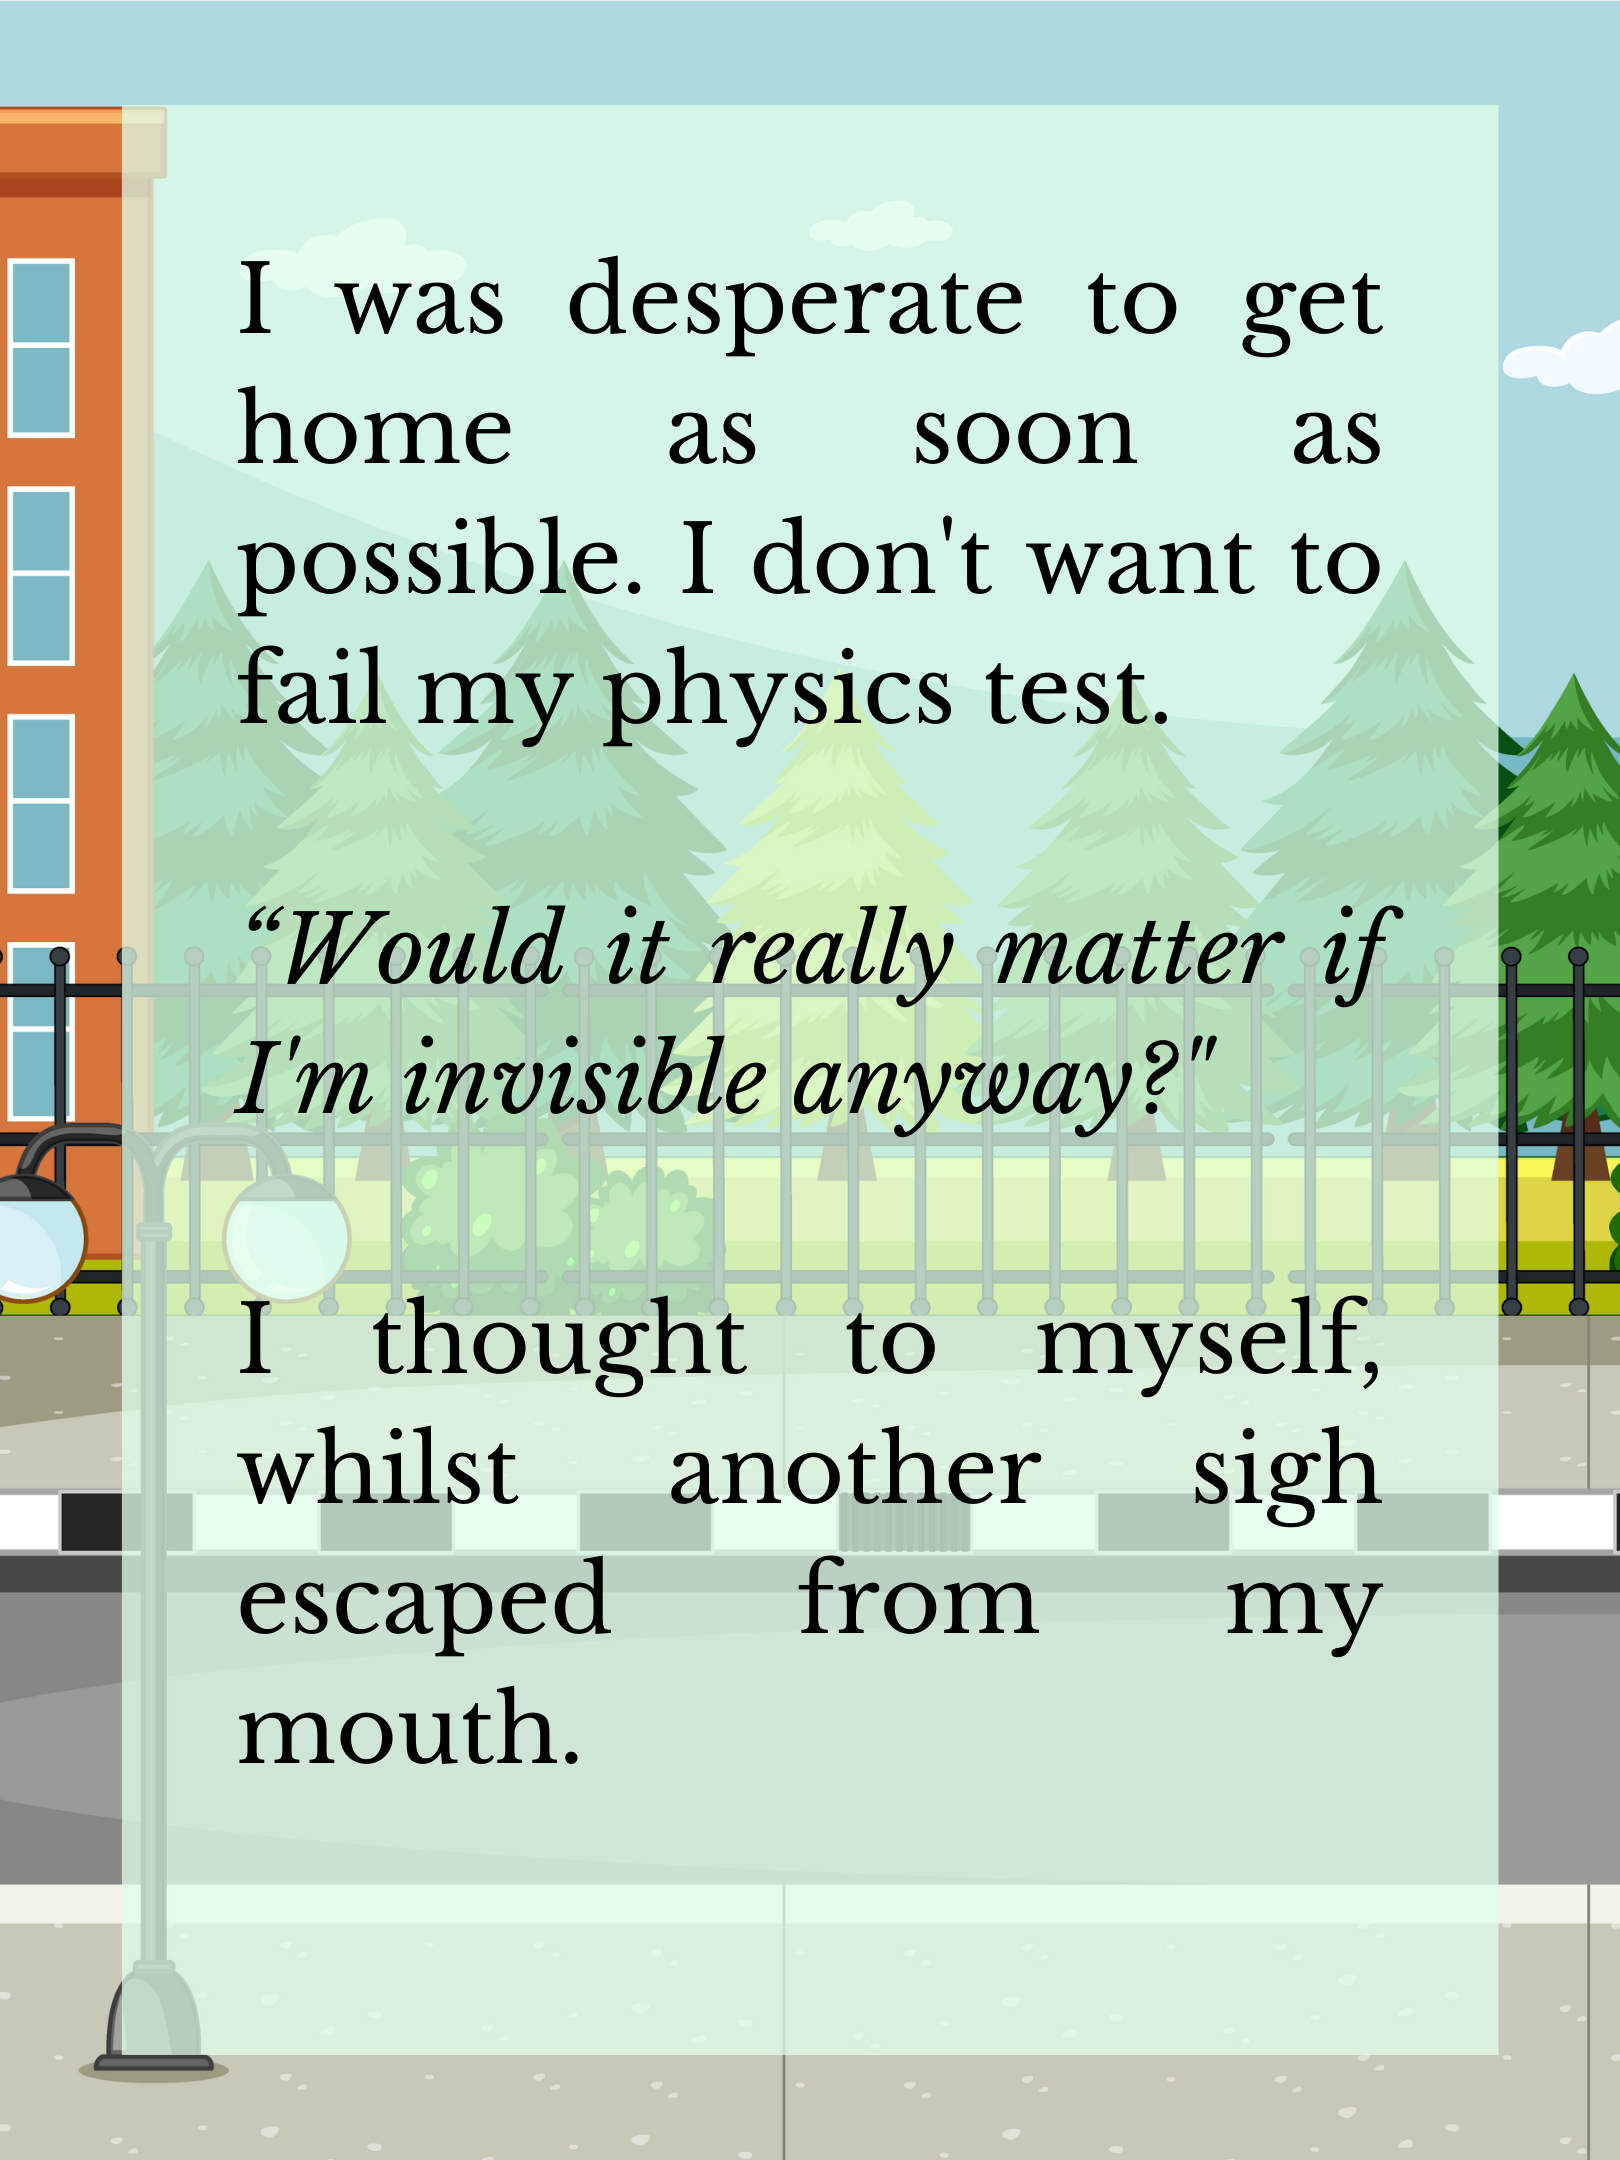 I was desperate to get
home as soon as
possible. I don't want to
fail my physics test.
“Would it really matter if
I'm invisible anyway?"
I thought to myself,
whilst another sigh
escaped from my
mouth.